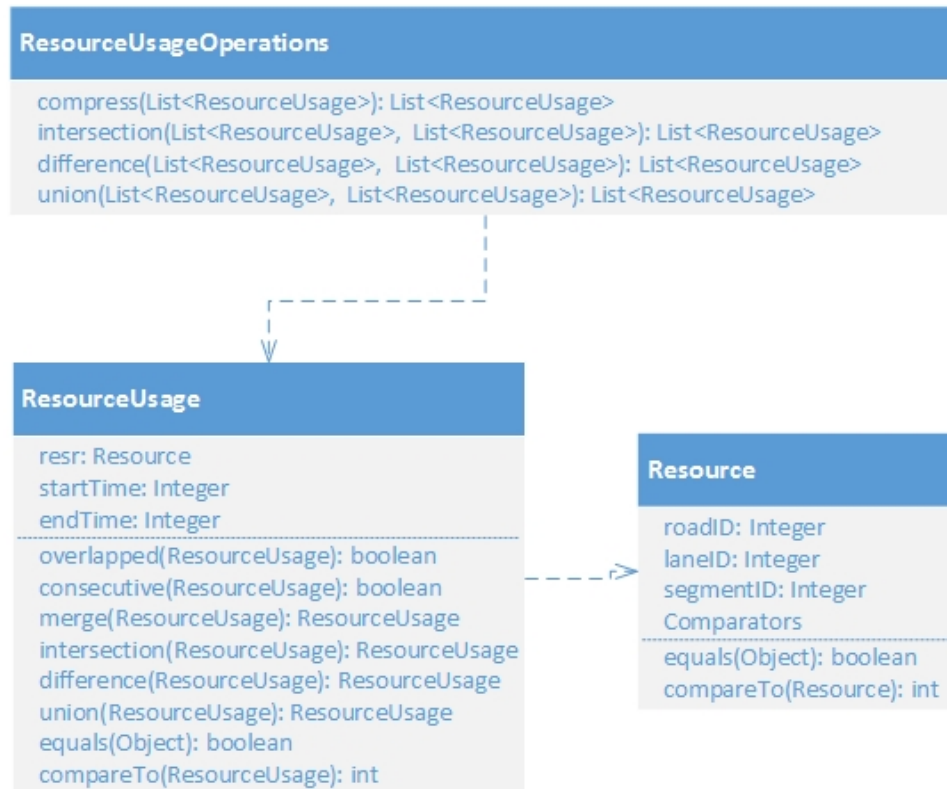 ResourceUsageOperations
compress(List<ResourceUsage>): List<ResourceUsage>
intersection(List<ResourceUsage>, List<ResourceUsage>): List<ResourceUsage>
difference(List<ResourceUsage>, List<ResourceUsage>): List<ResourceUsage>
union(List<ResourceUsage>, List<ResourceUsage>): List<ResourceUsage>
ResourceUsage
resr: Resource
startTime: Integer
endTime: Integer
overlapped(ResourceUsage): boolean
consecutive(ResourceUsage): boolean
merge(ResourceUsage): ResourceUsage
intersection(ResourceUsage): ResourceUsage
difference(ResourceUsage): ResourceUsage
union(ResourceUsage): ResourceUsage
equals(Object): boolean
compareTo(ResourceUsage): int
Resource
roadID: Integer
laneID: Integer
segmentID: Integer
Comparators
equals(Object): boolean
compareTo(Resource): int